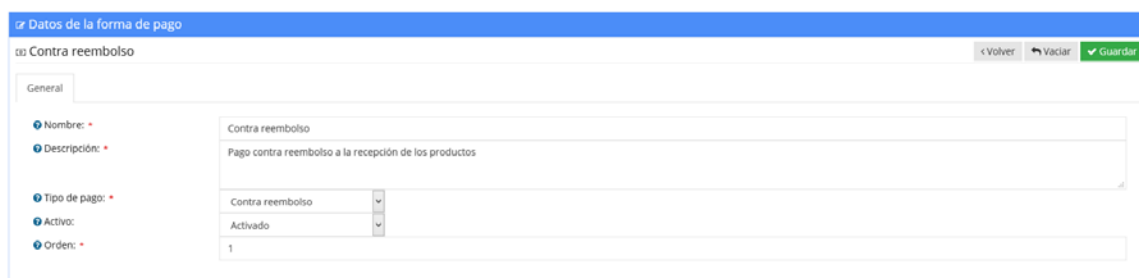 Datos de la forma de pago
Contra reembolso
Volver Vaciar Guardar
General
Nombre: * Contra reembolso
Descripción: * Pago contra reembolso a la recepción de los productos
Tipo de pago: * Contra reembolso
Activo: Activado
Orden: * 1